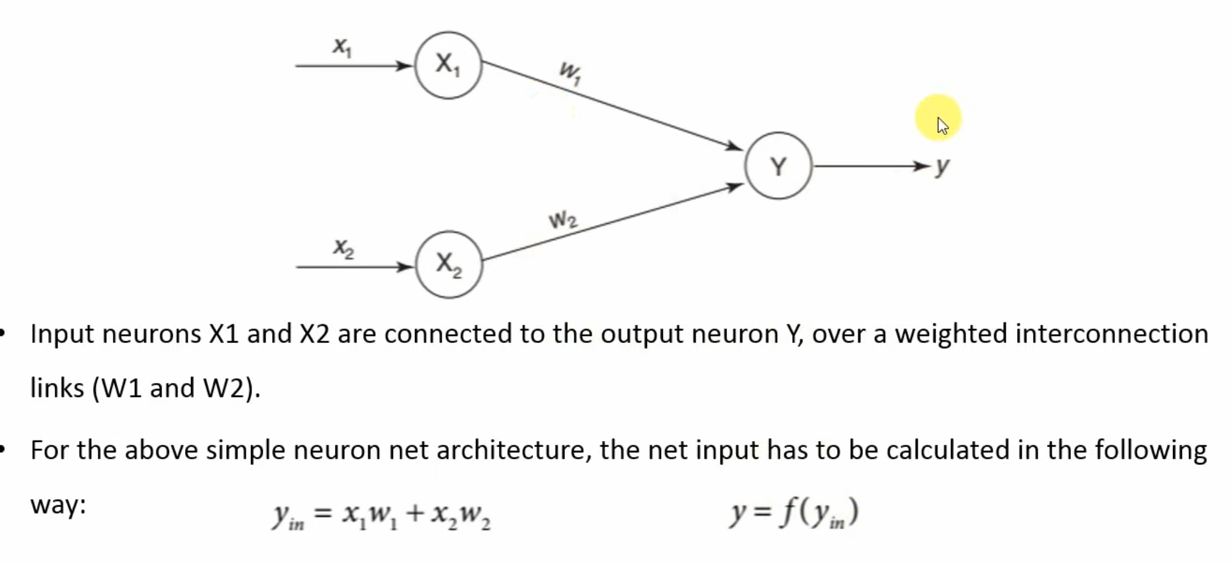 x₁
X₁
w₁
Y
y
w₂
x₂
X₂
• Input neurons X1 and X2 are connected to the output neuron Y, over a weighted interconnection
links (W1 and W2).
• For the above simple neuron net architecture, the net input has to be calculated in the following
way:
y_in = x₁w₁ + x₂w₂ y = f(y_in)